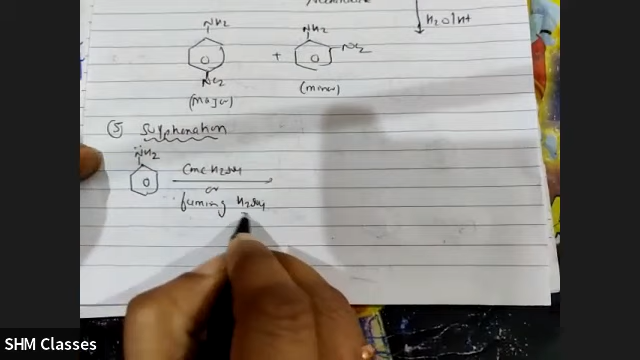 H2O/H+
NH2
NH2
+
NO2
NO2
(Major)
(minor)
(5) Sulphonation
NH2
Conc H2SO4
or
fuming H2SO4
SHM Classes